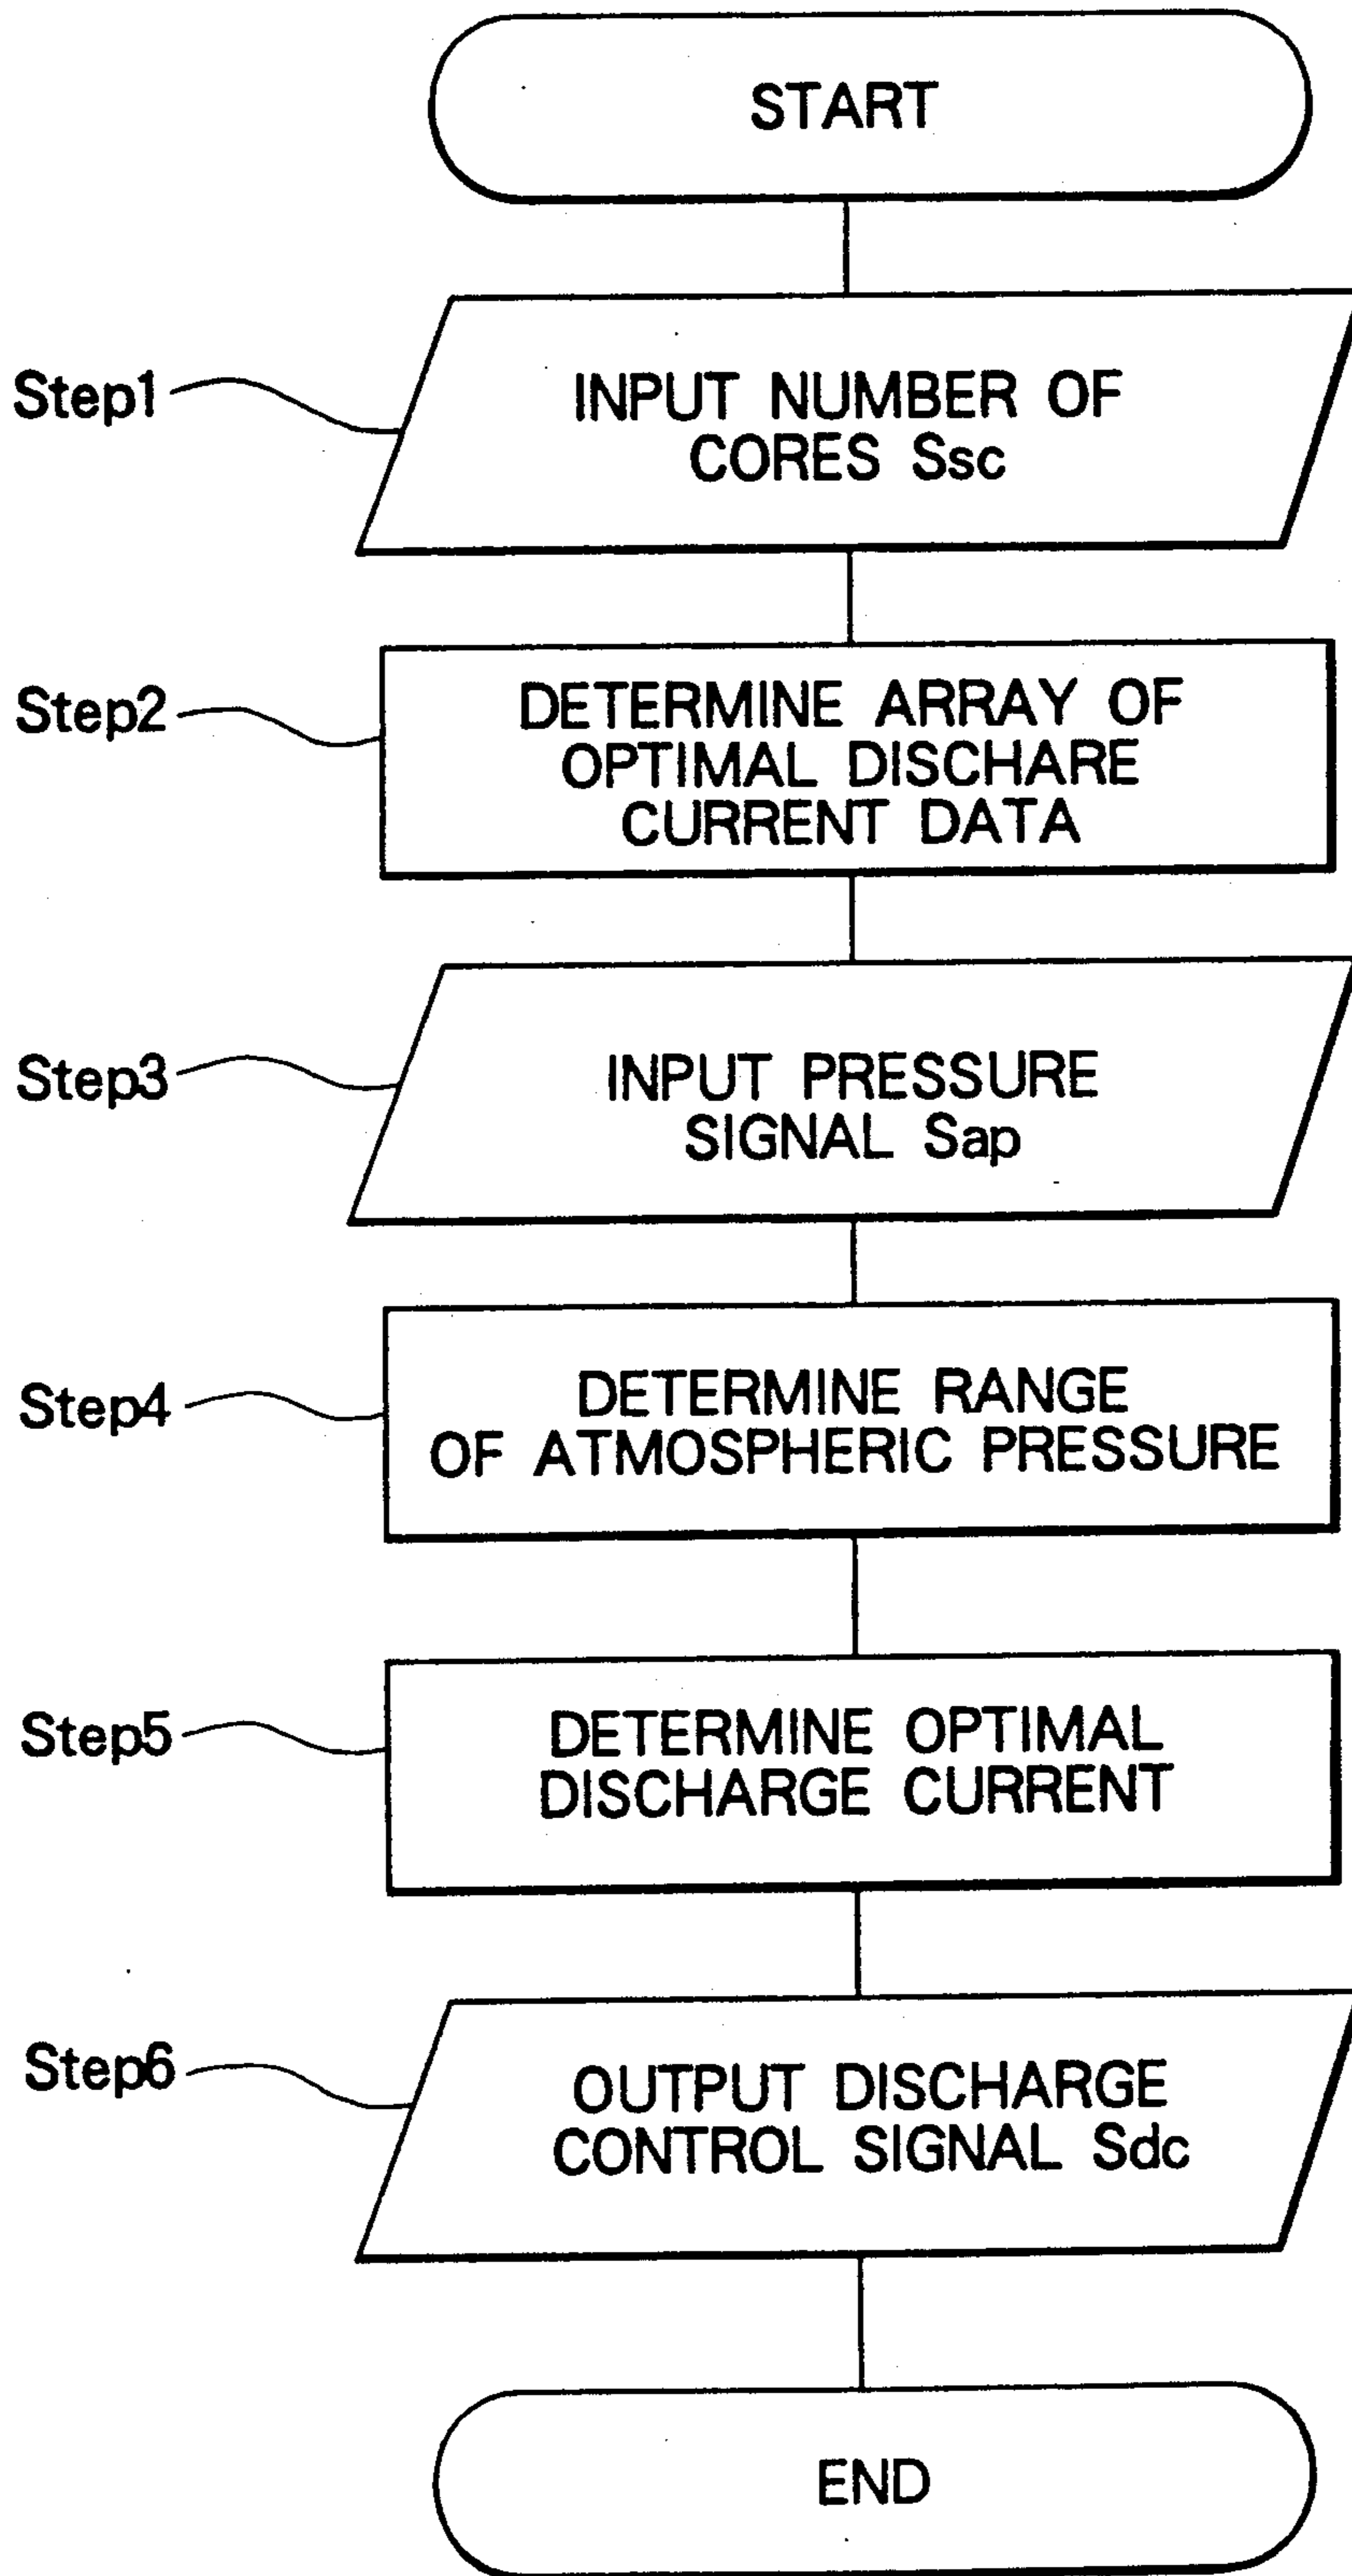 START
Step1
INPUT NUMBER OF
CORES Ssc
Step2
DETERMINE ARRAY OF
OPTIMAL DISCHARE
CURRENT DATA
Step3
INPUT PRESSURE
SIGNAL Sap
Step4
DETERMINE RANGE
OF ATMOSPHERIC PRESSURE
Step5
DETERMINE OPTIMAL
DISCHARGE CURRENT
Step6
OUTPUT DISCHARGE
CONTROL SIGNAL Sdc
END